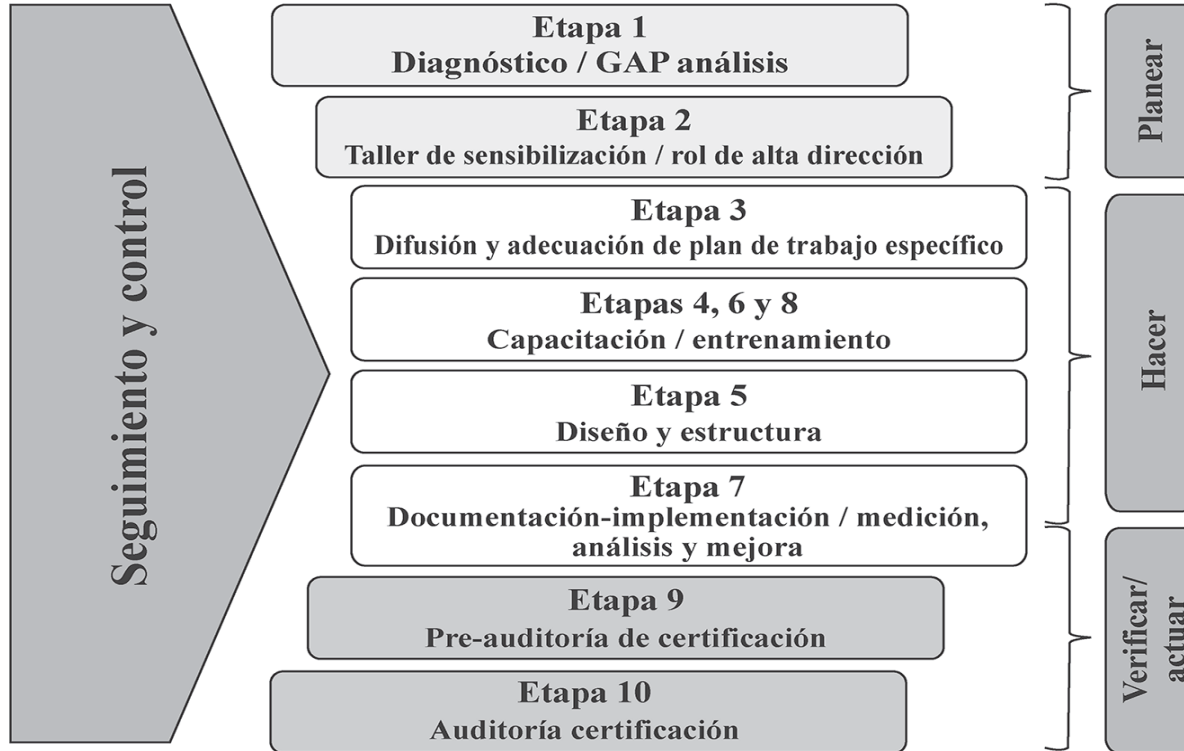 Seguimiento y control
Etapa 1
Diagnóstico / GAP análisis
Etapa 2
Taller de sensibilización / rol de alta dirección
Etapa 3
Difusión y adecuación de plan de trabajo específico
Etapas 4, 6 y 8
Capacitación / entrenamiento
Etapa 5
Diseño y estructura
Etapa 7
Documentación-implementación / medición,
análisis y mejora
Etapa 9
Pre-auditoría de certificación
Etapa 10
Auditoría certificación
Planear
Hacer
Verificar/
actuar